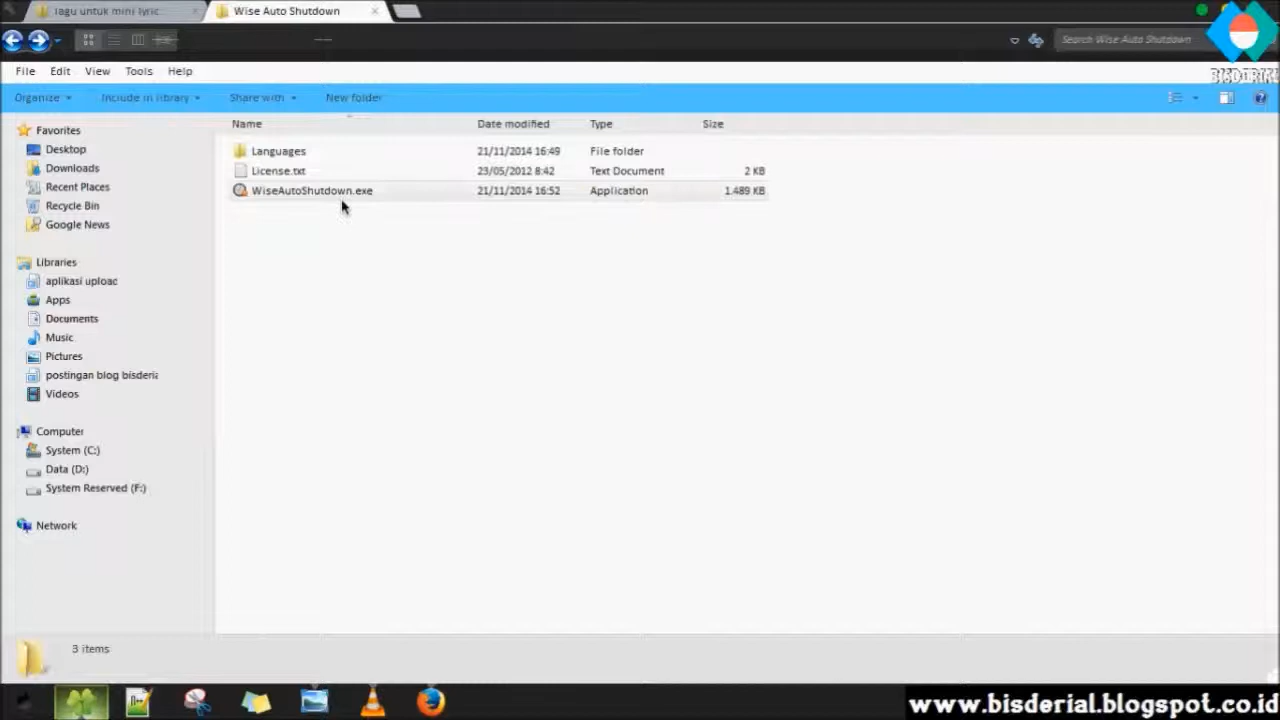 lagu untuk mini lyric
Wise Auto Shutdown
Search Wise Auto Shutdown
File Edit View Tools Help
BISDERIAL
Organize Include in library Share with New folder
Name Date modified Type Size
Favorites
Desktop
Downloads
Recent Places
Recycle Bin
Google News
Libraries
aplikasi uploac
Apps
Documents
Music
Pictures
postingan blog bisderia
Videos
Computer
System (C:)
Data (D:)
System Reserved (F:)
Network
Languages 21/11/2014 16:49 File folder
License.txt 23/05/2012 8:42 Text Document 2 KB
WiseAutoShutdown.exe 21/11/2014 16:52 Application 1.489 KB
3 items
www.bisderial.blogspot.co.id